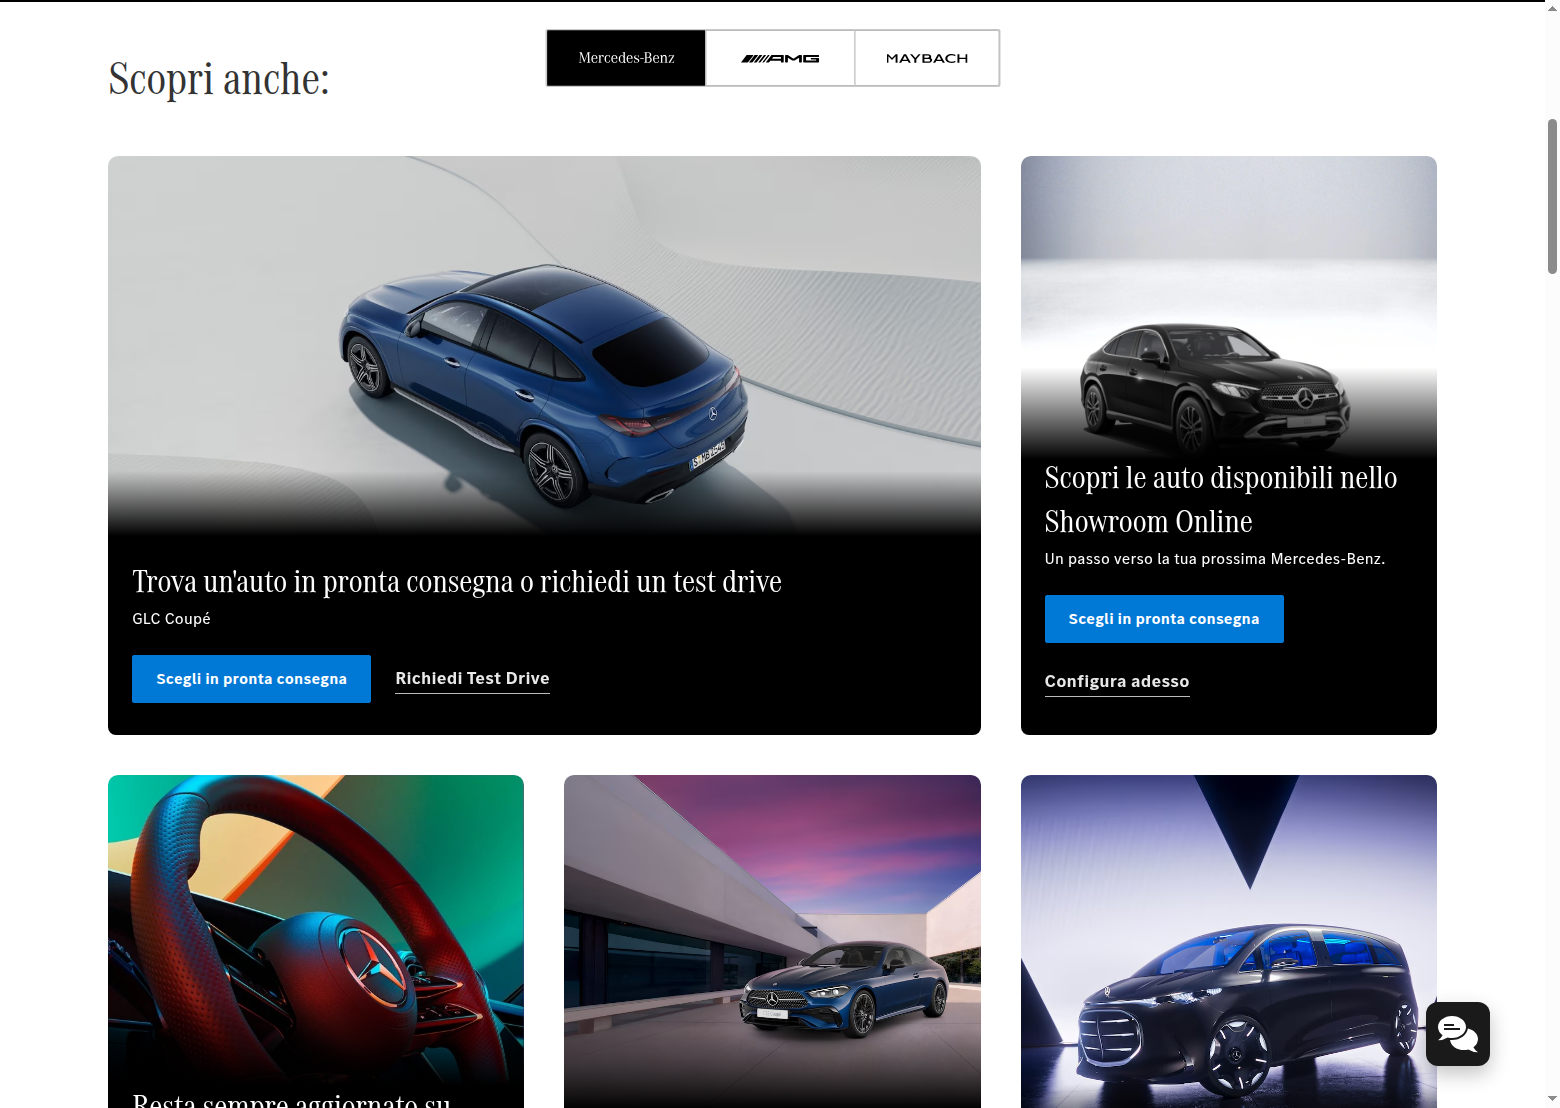 Scopri anche:
Mercedes-Benz
AMG
MAYBACH
Trova un'auto in pronta consegna o richiedi un test drive
GLC Coupé
Scegli in pronta consegna
Richiedi Test Drive
Scopri le auto disponibili nello
Showroom Online
Un passo verso la tua prossima Mercedes-Benz.
Scegli in pronta consegna
Configura adesso
Resta sempre aggiornato su